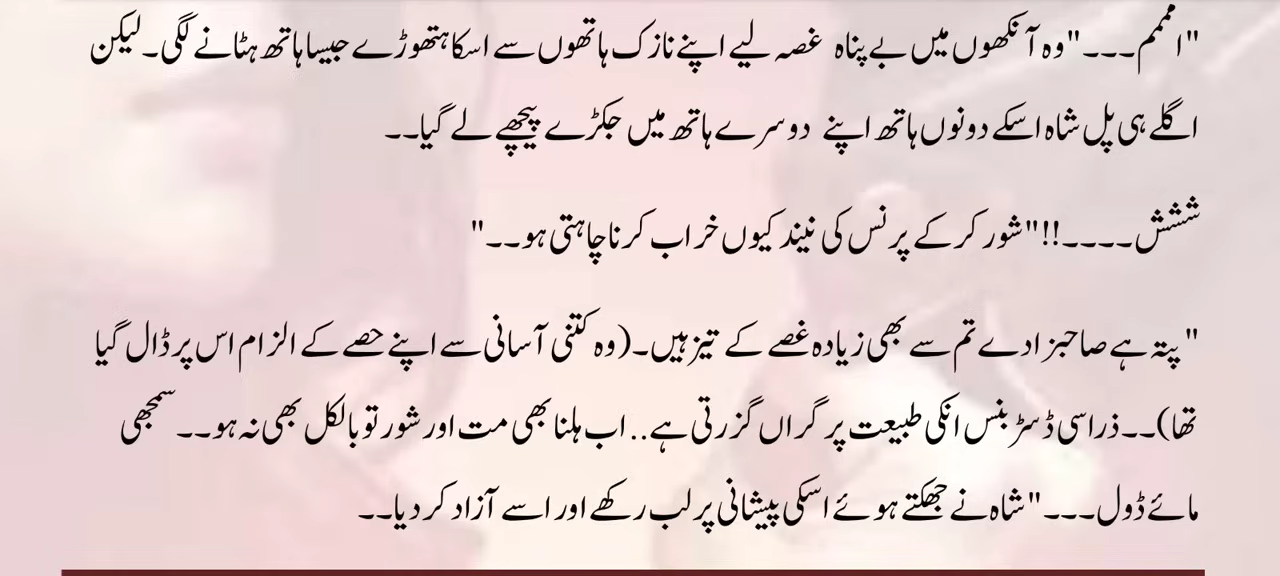 "اممم۔۔۔"وہ آنکھوں میں بے پناہ غصہ لیے اپنے نازک ہاتھوں سے اسکا ہتھوڑے جیسا ہاتھ ہٹانے لگی۔ لیکن
اگلے ہی پل شاہ اسکے دونوں ہاتھ اپنے دوسرے ہاتھ میں جکڑے پیچھے لے گیا۔۔
شششش۔۔۔۔!!"شور کر کے پرنس کی نیند کیوں خراب کرنا چاہتی ہو۔۔"
"پتہ ہے صاحبزادے تم سے بھی زیادہ غصے کے تیز ہیں۔(وہ کتنی آسانی سے اپنے حصے کے الزام اس پر ڈال گیا
تھا)۔۔ذرا سی ڈسٹربنس انکی طبیعت پر گراں گزرتی ہے..اب ہلنا بھی مت اور شور تو بالکل بھی نہ ہو۔۔ سمجھی
مائے ڈول۔۔۔"شاہ نے جھکتے ہوئے اسکی پیشانی پر لب رکھے اور اسے آزاد کر دیا۔۔